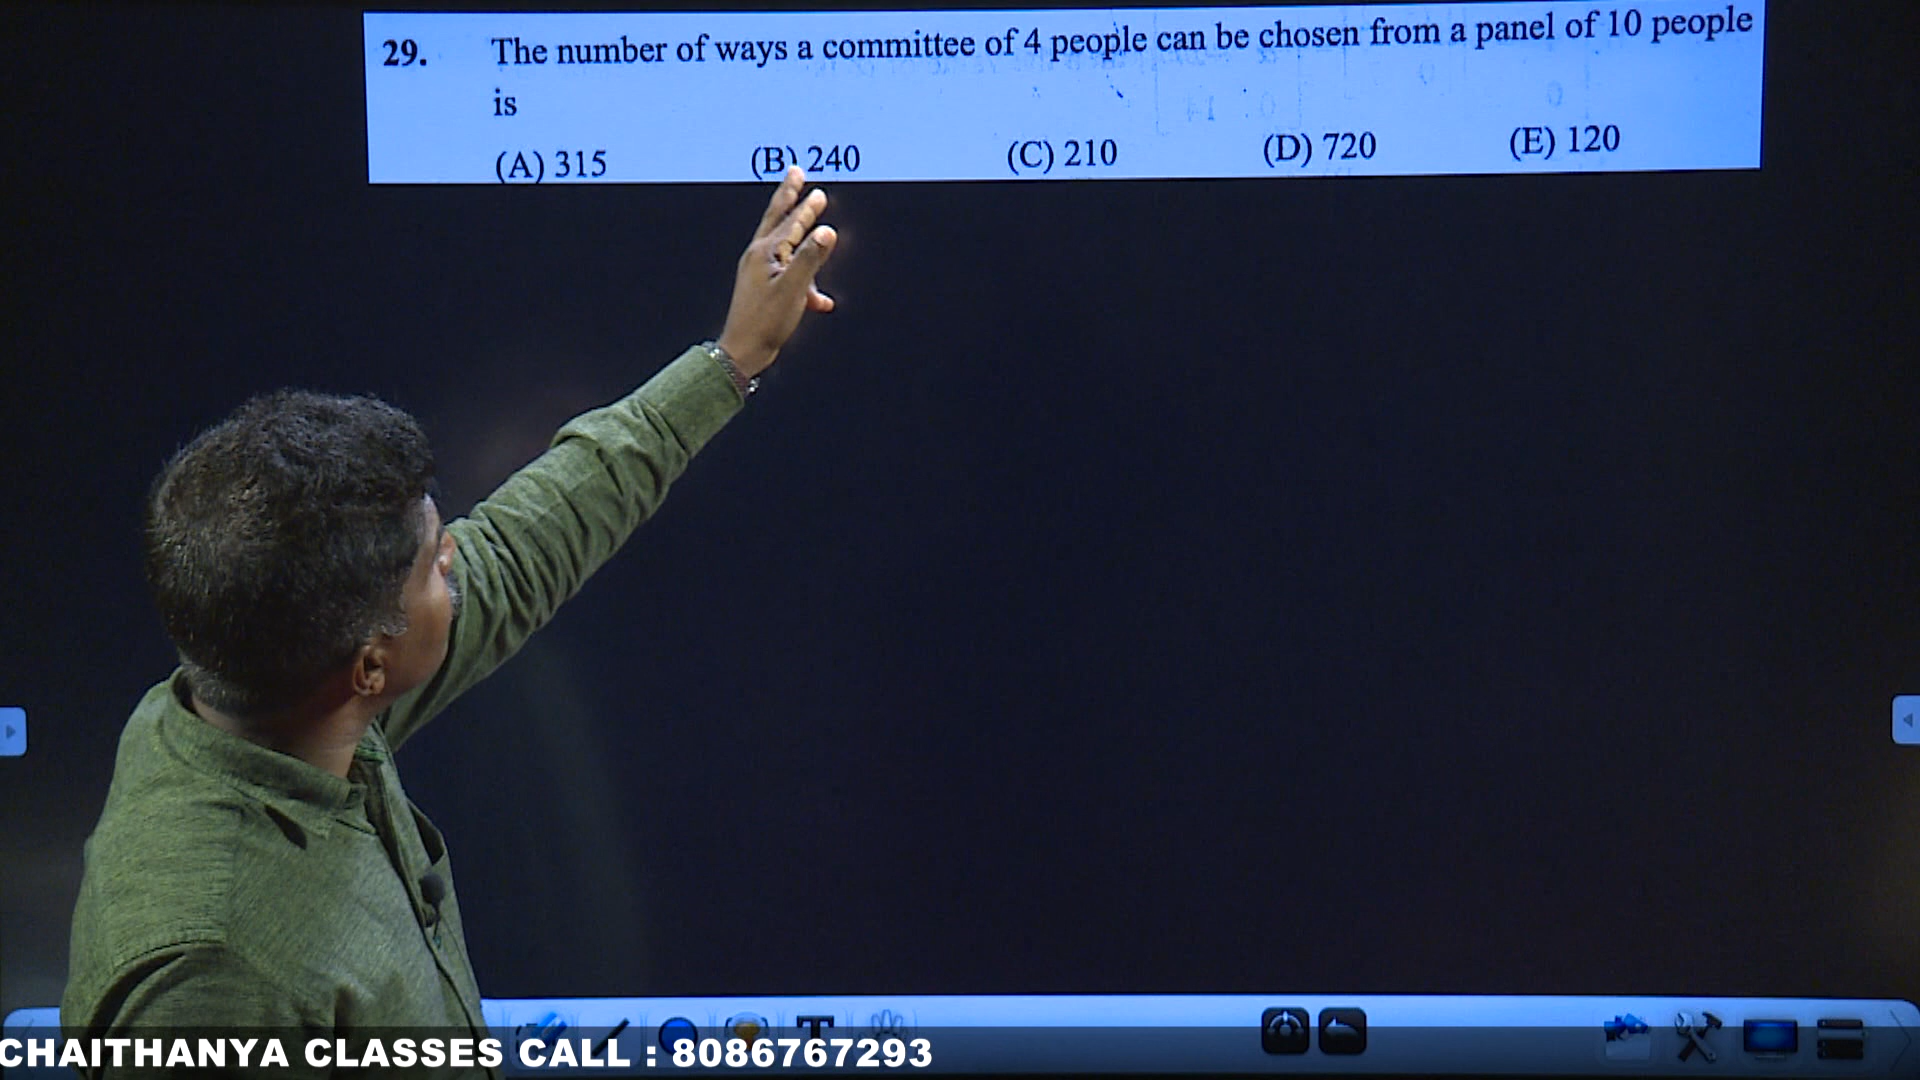 29. The number of ways a committee of 4 people can be chosen from a panel of 10 people
is
(A) 315 (B) 240 (C) 210 (D) 720 (E) 120
T
CHAITHANYA CLASSES CALL : 8086767293